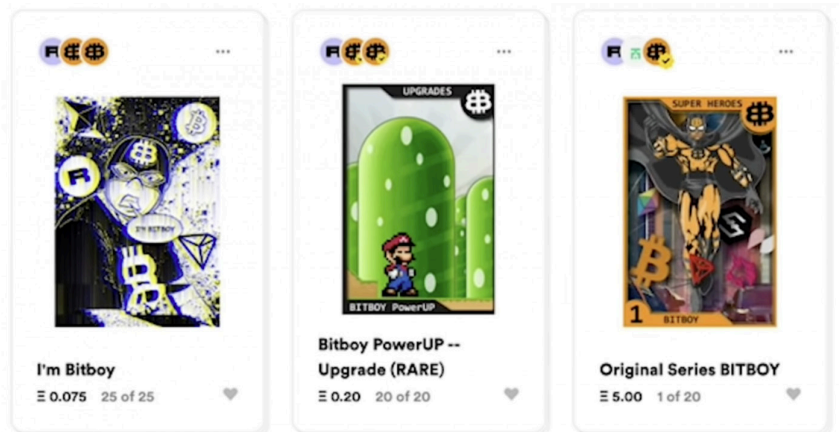 I'M BITBOY
I'm Bitboy
Ξ 0.075 25 of 25
UPGRADES
BITBOY PowerUP
Bitboy PowerUP --
Upgrade (RARE)
Ξ 0.20 20 of 20
SUPER HEROES
1 BITBOY
Original Series BITBOY
Ξ 5.00 1 of 20